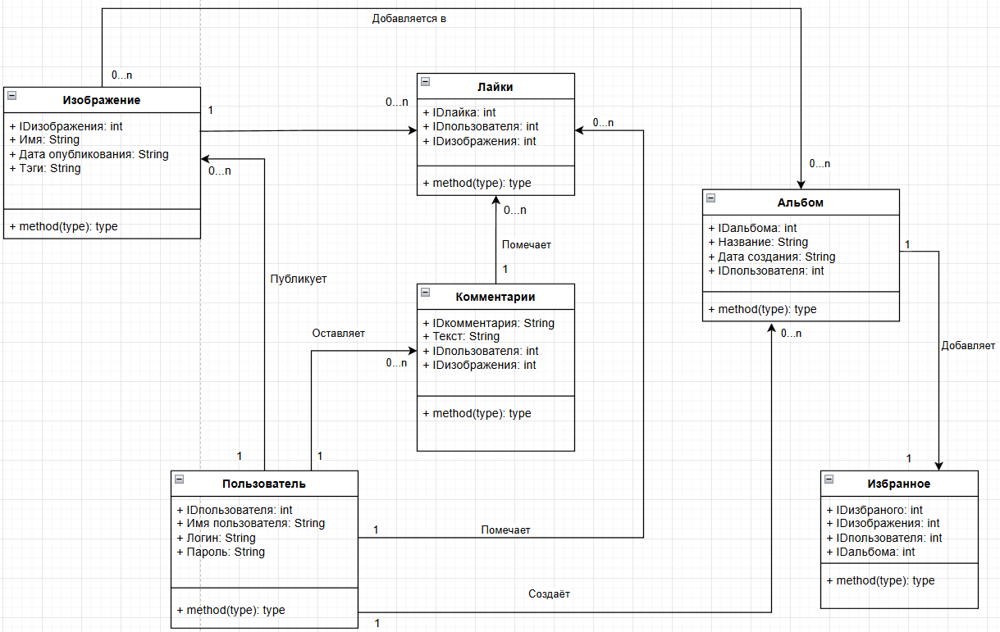 Добавляется в
0...n
Изображение
+ IDизображения: int
+ Имя: String
+ Дата опубликования: String
+ Тэги: String
+ method(type): type
1
0...n
Лайки
+ IDлайка: int
+ IDпользователя: int
+ IDизображения: int
+ method(type): type
0...n
0...n
0...n
Альбом
+ IDальбома: int
+ Название: String
+ Дата создания: String
+ IDпользователя: int
+ method(type): type
0...n
Помечает
1
1
Публикует
Комментарии
+ IDкомментария: String
+ Текст: String
+ IDпользователя: int
+ IDизображения: int
+ method(type): type
Оставляет
0...n
0...n
Добавляет
1
1
1
Пользователь
+ IDпользователя: int
+ Имя пользователя: String
+ Логин: String
+ Пароль: String
+ method(type): type
1
Помечает
Создаёт
1
Избранное
+ IDизбраного: int
+ IDизображения: int
+ IDпользователя: int
+ IDальбома: int
+ method(type): type